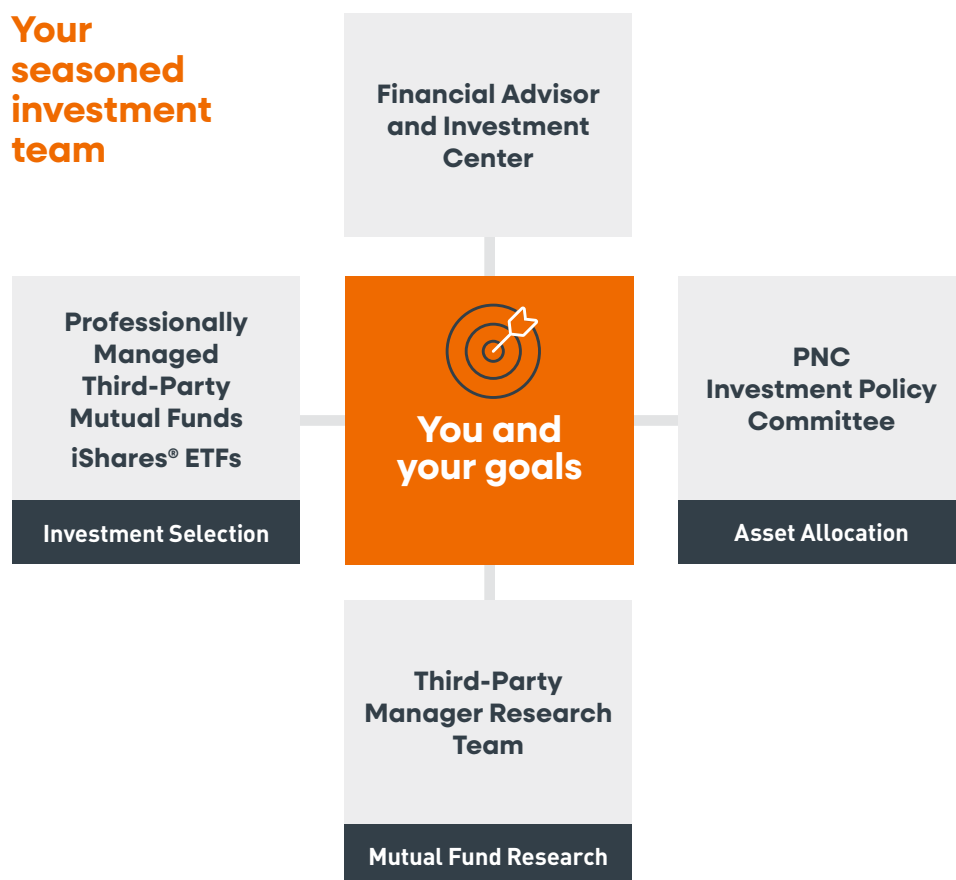 Your
seasoned
investment
team
Financial Advisor
and Investment
Center
Professionally
Managed
Third-Party
Mutual Funds
iShares® ETFs
Investment Selection
You and
your goals
PNC
Investment Policy
Committee
Asset Allocation
Third-Party
Manager Research
Team
Mutual Fund Research